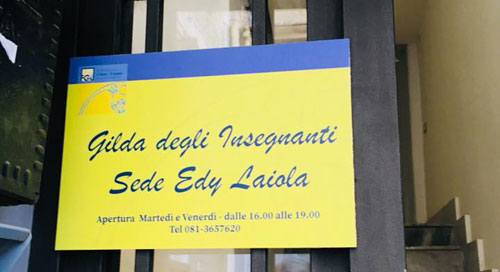 Gilda degli Insegnanti
Sede Edy Laiola
Apertura Martedì e Venerdì - dalle 16.00 alle 19.00
Tel 081-3657620